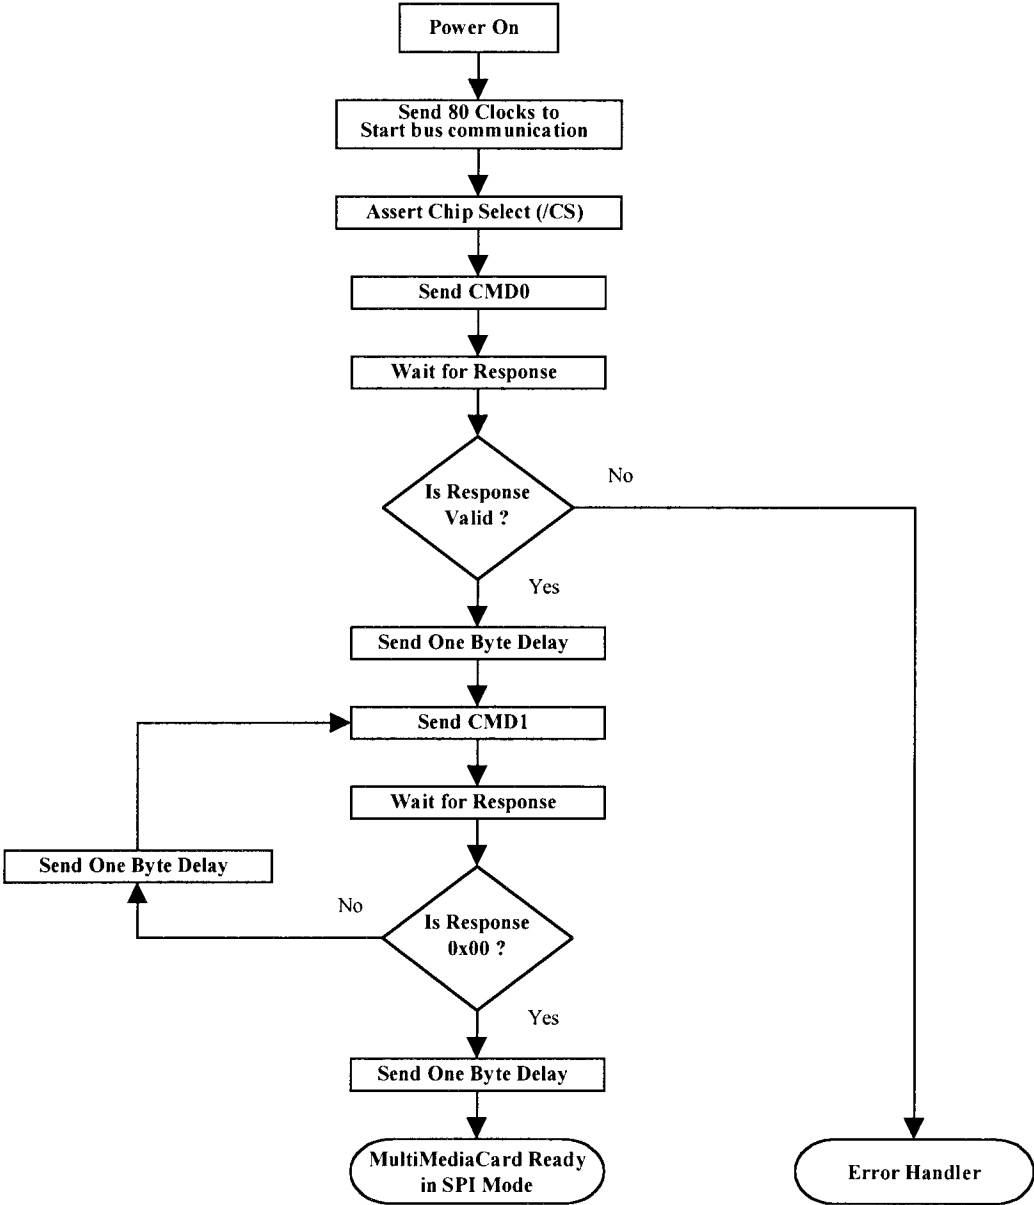 Power On
Send 80 Clocks to
Start bus communication
Assert Chip Select (/CS)
Send CMD0
Wait for Response
Is Response
Valid ?
No
Yes
Send One Byte Delay
Send CMD1
Wait for Response
Send One Byte Delay
No
Is Response
0x00 ?
Yes
Send One Byte Delay
MultiMediaCard Ready
in SPI Mode
Error Handler